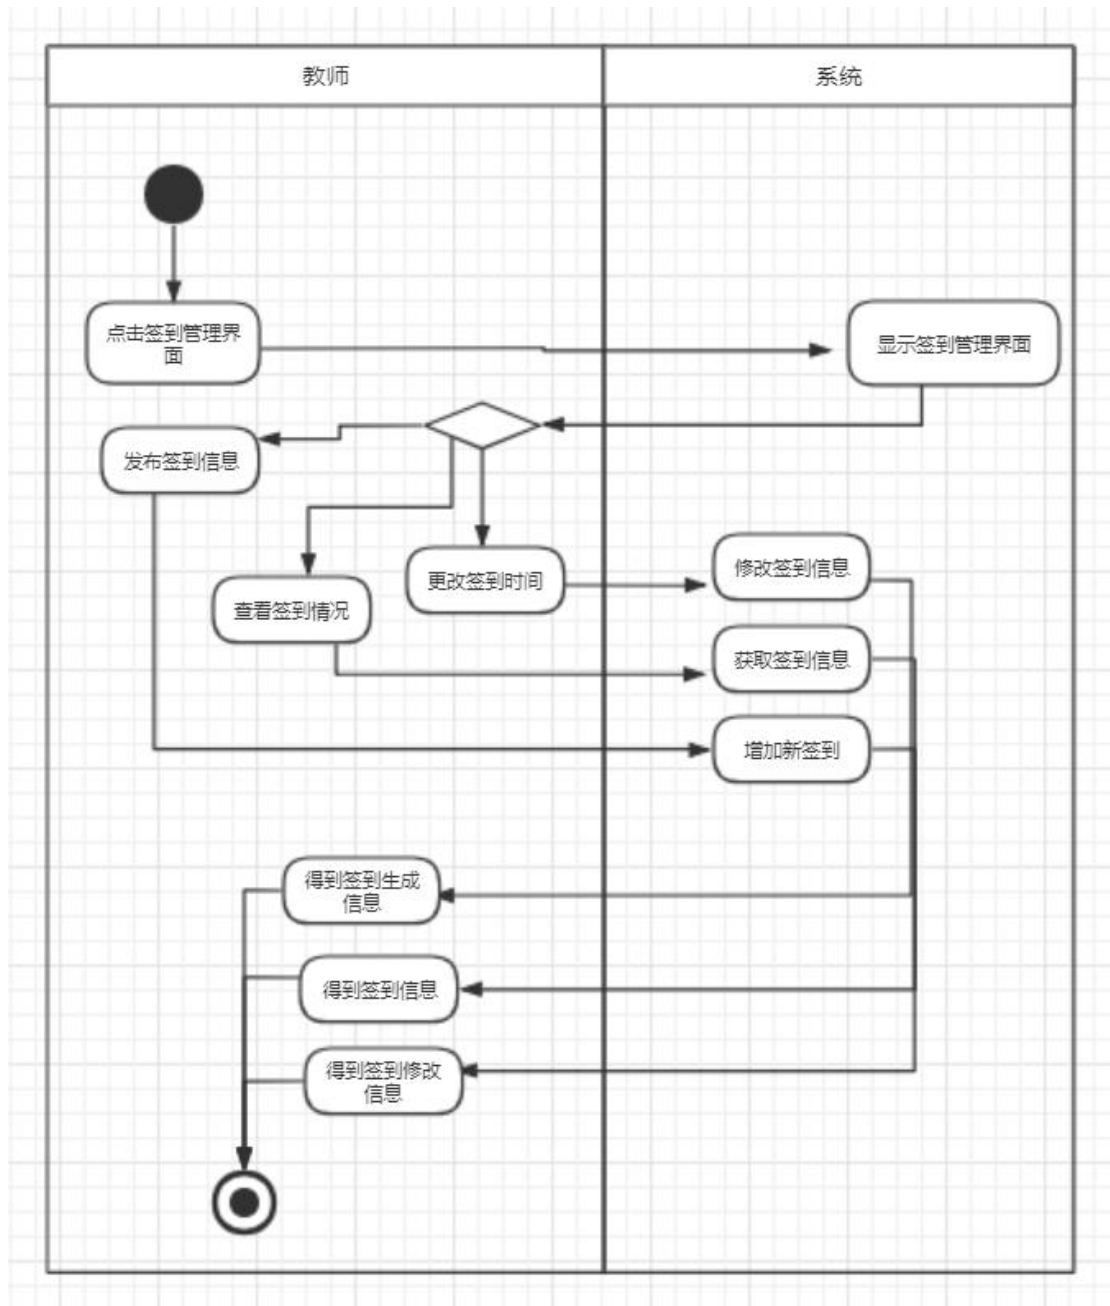 教师
系统
点击签到管理界
面
显示签到管理界面
发布签到信息
查看签到情况
更改签到时间
修改签到信息
获取签到信息
增加新签到
得到签到生成
信息
得到签到信息
得到签到修改
信息